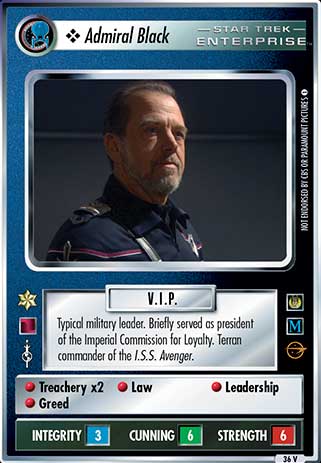 ❖ Admiral Black
STAR TREK
ENTERPRISE™
NOT ENDORSED BY CBS OR PARAMOUNT PICTURES
V.I.P.
Typical military leader. Briefly served as president
of the Imperial Commission for Loyalty. Terran
commander of the I.S.S. Avenger.
M
Treachery x2 Law Leadership
Greed
INTEGRITY 3 CUNNING 6 STRENGTH 6
36 V